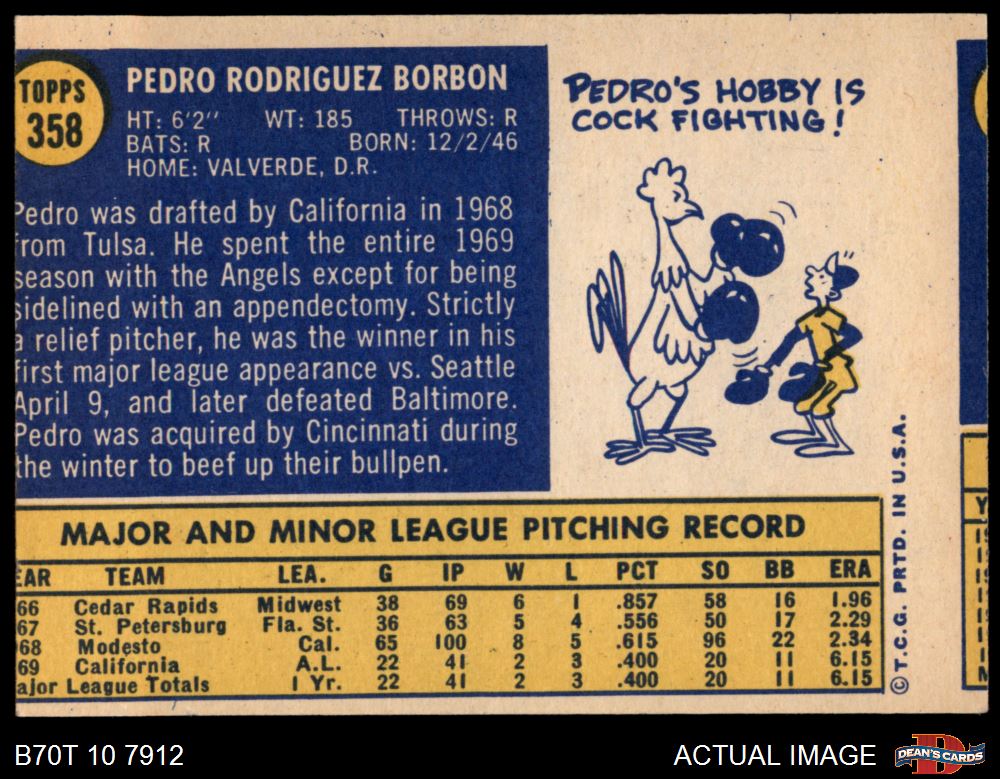 TOPPS
358
PEDRO RODRIGUEZ BORBON
HT: 6'2" WT: 185 THROWS: R
BATS: R BORN: 12/2/46
HOME: VALVERDE, D.R.
Pedro was drafted by California in 1968
from Tulsa. He spent the entire 1969
season with the Angels except for being
sidelined with an appendectomy. Strictly
a relief pitcher, he was the winner in his
first major league appearance vs. Seattle
April 9, and later defeated Baltimore.
Pedro was acquired by Cincinnati during
the winter to beef up their bullpen.
PEDRO'S HOBBY IS
COCK FIGHTING!
MAJOR AND MINOR LEAGUE PITCHING RECORD
EAR TEAM LEA. G IP W L PCT SO BB ERA
66 Cedar Rapids Midwest 38 69 6 1 .857 58 16 1.96
67 St. Petersburg Fla. St. 36 63 5 4 .556 50 17 2.29
68 Modesto Cal. 65 100 8 5 .615 96 22 2.34
69 California A.L. 22 41 2 3 .400 20 11 6.15
ajor League Totals 1 Yr. 22 41 2 3 .400 20 11 6.15
© T.C.G. PRTD. IN U.S.A.
Y
M
B70T 10 7912
ACTUAL IMAGE
DEAN'S CARDS